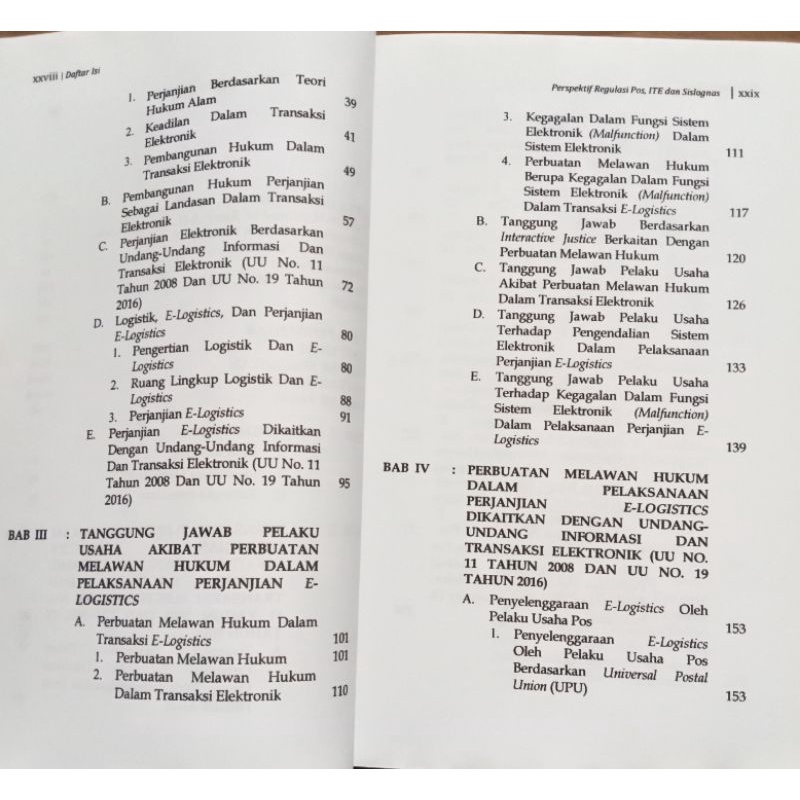 xxviii | Daftar Isi
1. Perjanjian Berdasarkan Teori
Hukum Alam 39
2. Keadilan Dalam Transaksi
Elektronik 41
3. Pembangunan Hukum Dalam
Transaksi Elektronik 49
B. Pembangunan Hukum Perjanjian
Sebagai Landasan Dalam Transaksi
Elektronik 57
C. Perjanjian Elektronik Berdasarkan
Undang-Undang Informasi Dan
Transaksi Elektronik (UU No. 11
Tahun 2008 Dan UU No. 19 Tahun
2016) 72
D. Logistik, E-Logistics, Dan Perjanjian
E-Logistics 80
1. Pengertian Logistik Dan E-
Logistics 80
2. Ruang Lingkup Logistik Dan E-
Logistics 88
3. Perjanjian E-Logistics 91
E. Perjanjian E-Logistics Dikaitkan
Dengan Undang-Undang Informasi
Dan Transaksi Elektronik (UU No. 11
Tahun 2008 Dan UU No. 19 Tahun
2016) 95
BAB III : TANGGUNG JAWAB PELAKU
USAHA AKIBAT PERBUATAN
MELAWAN HUKUM DALAM
PELAKSANAAN PERJANJIAN E-
LOGISTICS
A. Perbuatan Melawan Hukum Dalam
Transaksi E-Logistics 101
1. Perbuatan Melawan Hukum 101
2. Perbuatan Melawan Hukum
Dalam Transaksi Elektronik 110
Perspektif Regulasi Pos, ITE dan Sislognas | xxix
3. Kegagalan Dalam Fungsi Sistem
Elektronik (Malfunction) Dalam
Sistem Elektronik 111
4. Perbuatan Melawan Hukum
Berupa Kegagalan Dalam Fungsi
Sistem Elektronik (Malfunction)
Dalam Transaksi E-Logistics 117
B. Tanggung Jawab Berdasarkan
Interactive Justice Berkaitan Dengan
Perbuatan Melawan Hukum 120
C. Tanggung Jawab Pelaku Usaha
Akibat Perbuatan Melawan Hukum
Dalam Transaksi Elektronik 126
D. Tanggung Jawab Pelaku Usaha
Terhadap Pengendalian Sistem
Elektronik Dalam Pelaksanaan
Perjanjian E-Logistics 133
E. Tanggung Jawab Pelaku Usaha
Terhadap Kegagalan Dalam Fungsi
Sistem Elektronik (Malfunction)
Dalam Pelaksanaan Perjanjian E-
Logistics 139
BAB IV : PERBUATAN MELAWAN HUKUM
DALAM PELAKSANAAN
PERJANJIAN E-LOGISTICS
DIKAITKAN DENGAN UNDANG-
UNDANG INFORMASI DAN
TRANSAKSI ELEKTRONIK (UU NO.
11 TAHUN 2008 DAN UU NO. 19
TAHUN 2016)
A. Penyelenggaraan E-Logistics Oleh
Pelaku Usaha Pos 153
1. Penyelenggaraan E-Logistics
Oleh Pelaku Usaha Pos
Berdasarkan Universal Postal
Union (UPU) 153